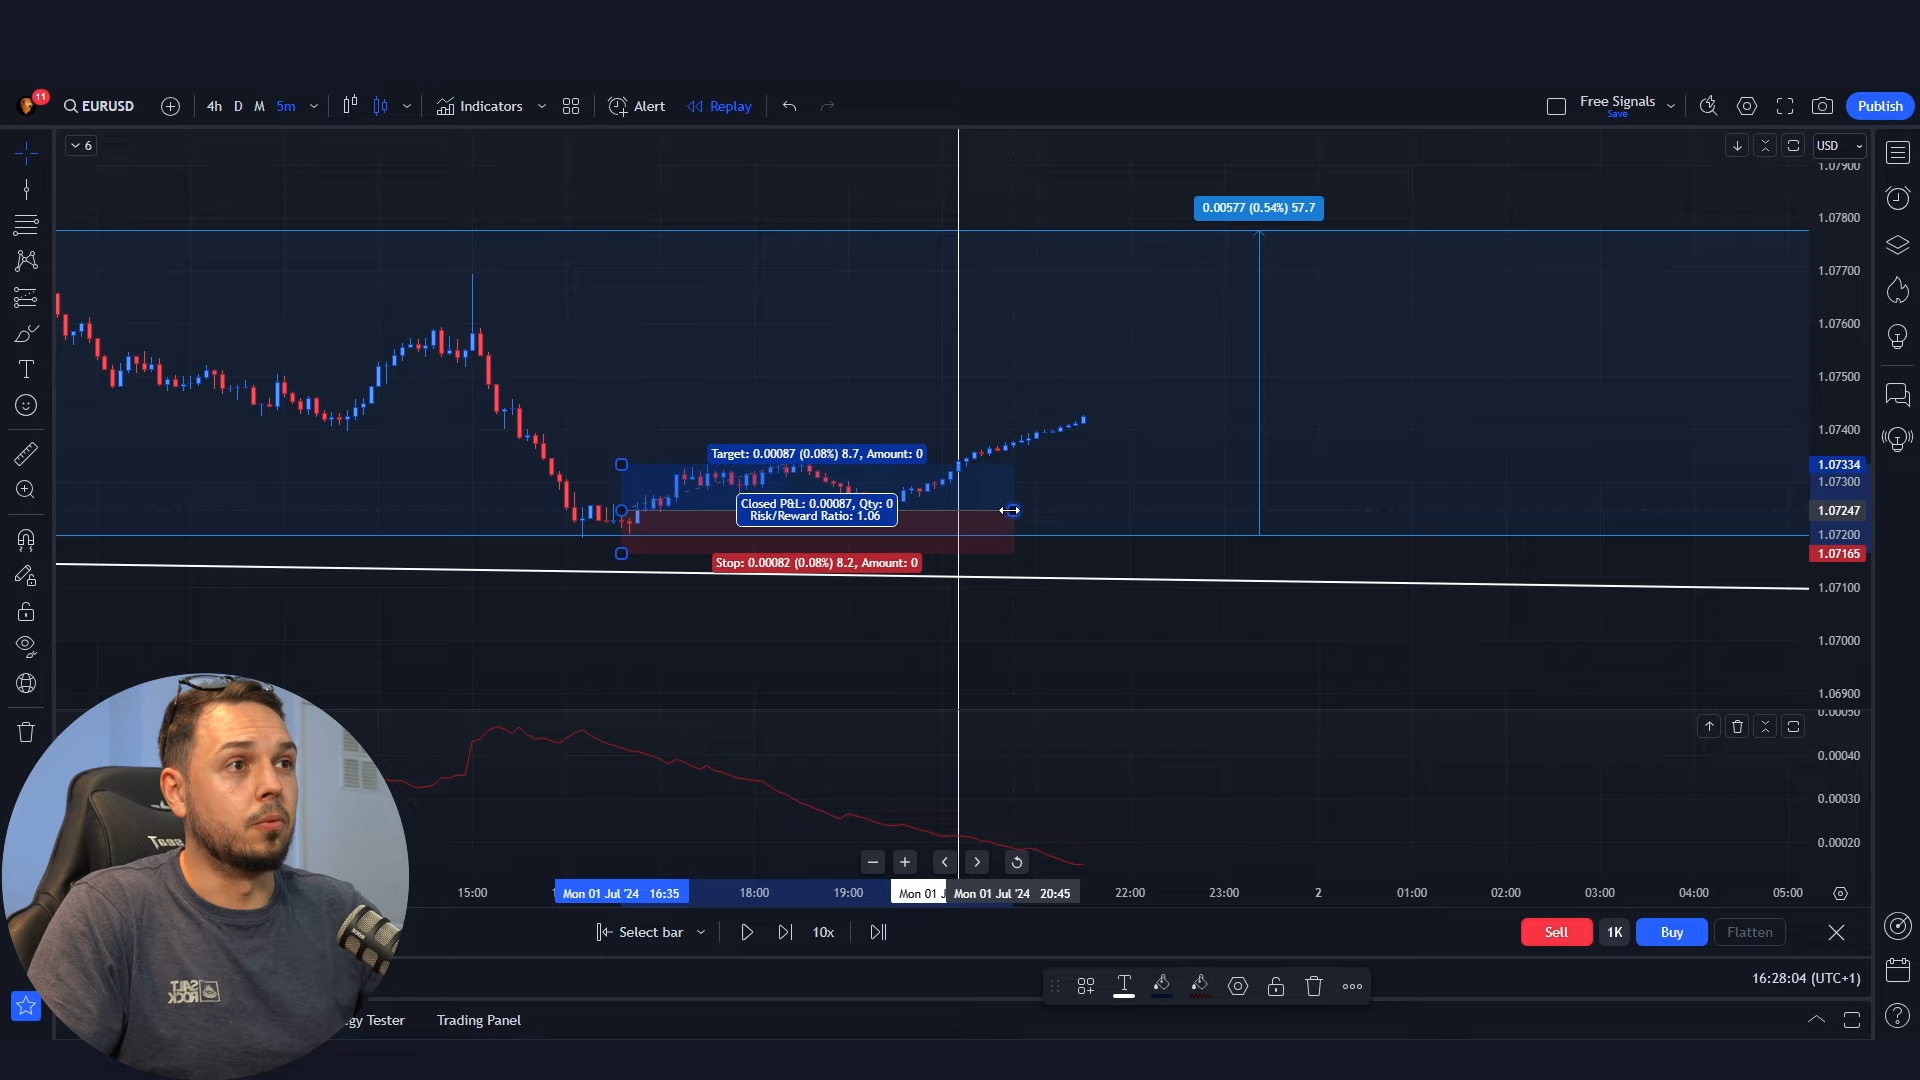 11
EURUSD
4h D M 5m
Indicators
Alert
Replay
Free Signals
Save
Publish
6
USD
1.07900
0.00577 (0.54%) 57.7
1.07800
1.07700
1.07600
1.07500
1.07400
Target: 0.00087 (0.08%) 8.7, Amount: 0
1.07334
1.07300
Closed P&L: 0.00087, Qty: 0
Risk/Reward Ratio: 1.06
1.07247
1.07200
1.07165
Stop: 0.00082 (0.08%) 8.2, Amount: 0
1.07100
1.07000
1.06900
0.00050
0.00040
0.00030
0.00020
15:00
Mon 01 Jul '24 16:35
18:00
19:00
Mon 01 J
Mon 01 Jul '24 20:45
22:00
23:00
2
01:00
02:00
03:00
04:00
05:00
Select bar
10x
Sell
1K
Buy
Flatten
16:28:04 (UTC+1)
gy Tester
Trading Panel
SALT
ROCK